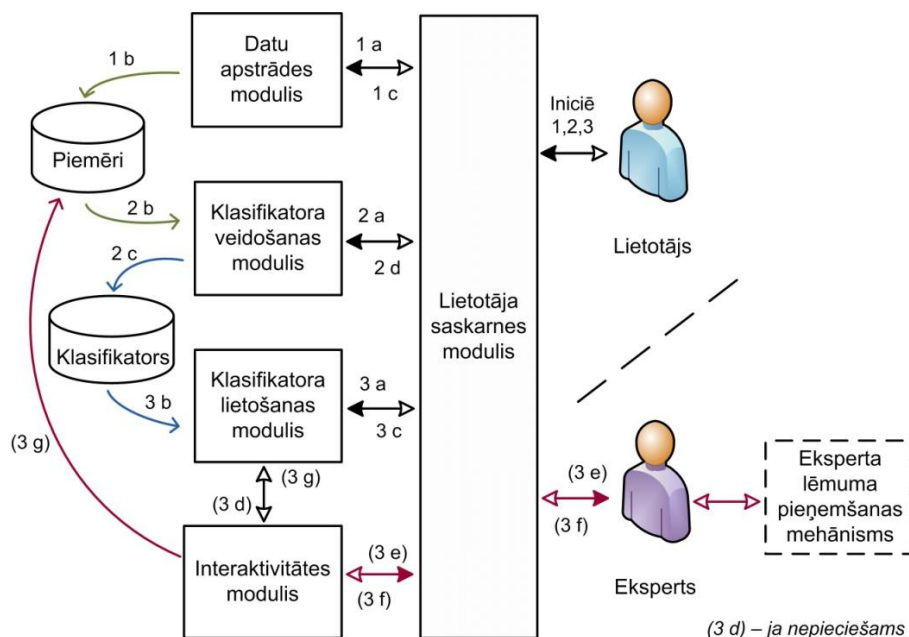 Datu
apstrādes
modulis
1 a
1 c
1 b
Piemēri
Iniciē
1,2,3
Lietotājs
2 b
Klasifikatora
veidošanas
modulis
2 a
2 d
2 c
Klasifikators
Lietotāja
saskarnes
modulis
3 b
Klasifikatora
lietošanas
modulis
3 a
3 c
(3 g)
(3 g)
(3 d)
Interaktivitātes
modulis
(3 e)
(3 f)
(3 e)
(3 f)
Eksperts
Eksperta
lēmuma
pieņemšanas
mehānisms
(3 d) – ja nepieciešams